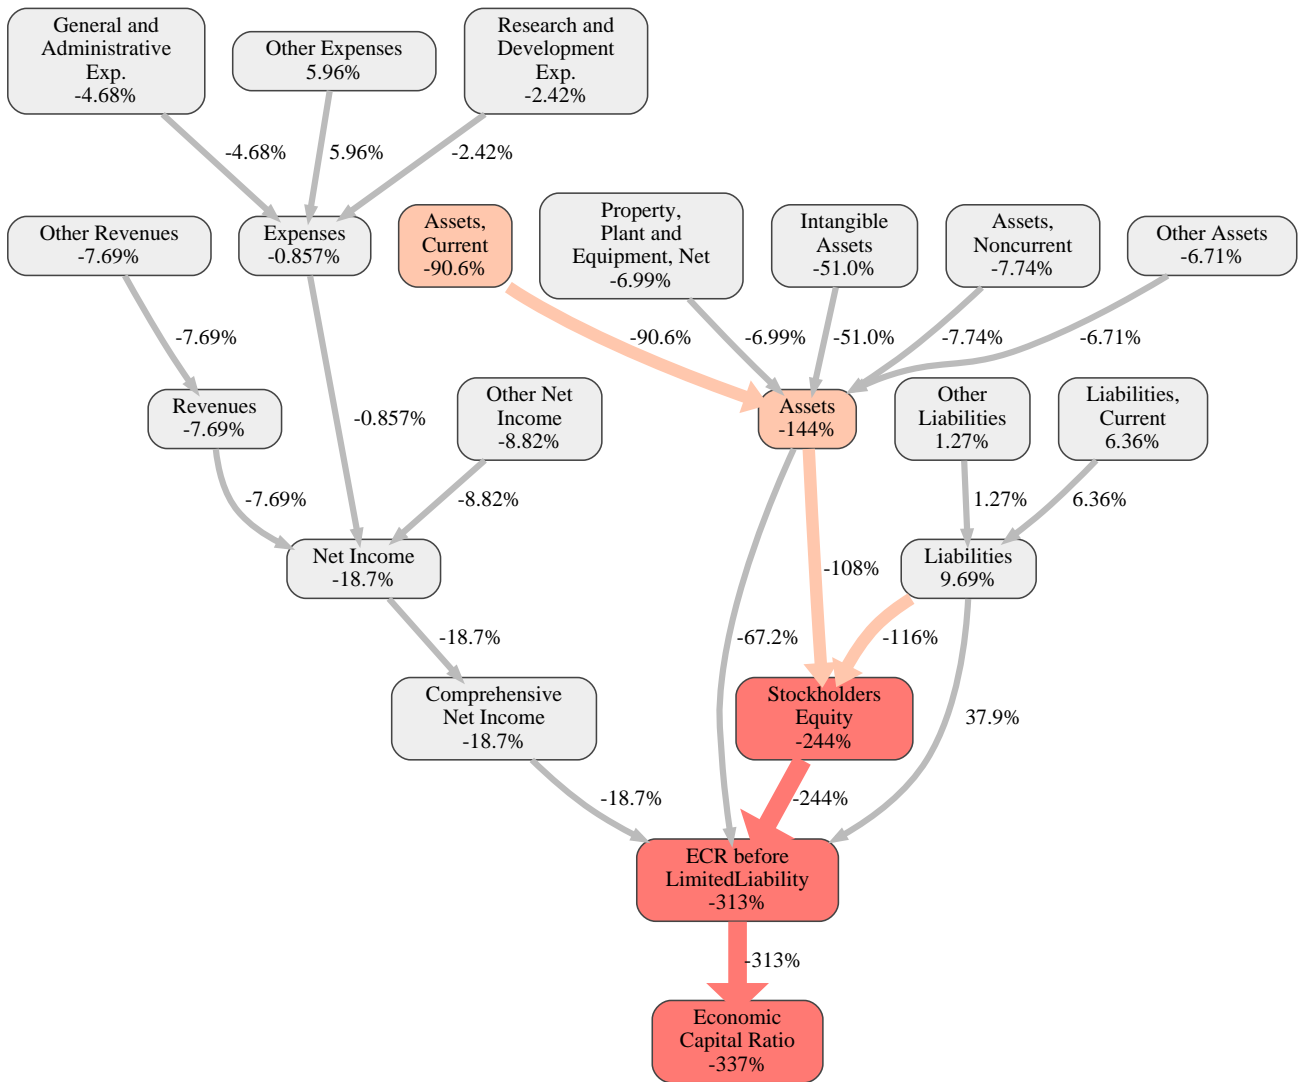 General and
Administrative
Exp.
-4.68%
Other Expenses
5.96%
Research and
Development
Exp.
-2.42%
-4.68%
5.96%
-2.42%
Other Revenues
-7.69%
Expenses
-0.857%
Assets,
Current
-90.6%
Property,
Plant and
Equipment, Net
-6.99%
Intangible
Assets
-51.0%
Assets,
Noncurrent
-7.74%
Other Assets
-6.71%
-7.69%
-90.6%
-6.99%
-51.0%
-7.74%
-6.71%
Revenues
-7.69%
-0.857%
Other Net
Income
-8.82%
Assets
-144%
Other
Liabilities
1.27%
Liabilities,
Current
6.36%
-7.69%
-8.82%
1.27%
6.36%
Net Income
-18.7%
-108%
Liabilities
9.69%
-18.7%
-67.2%
-116%
Comprehensive
Net Income
-18.7%
Stockholders
Equity
-244%
37.9%
-18.7%
-244%
ECR before
LimitedLiability
-313%
-313%
Economic
Capital Ratio
-337%